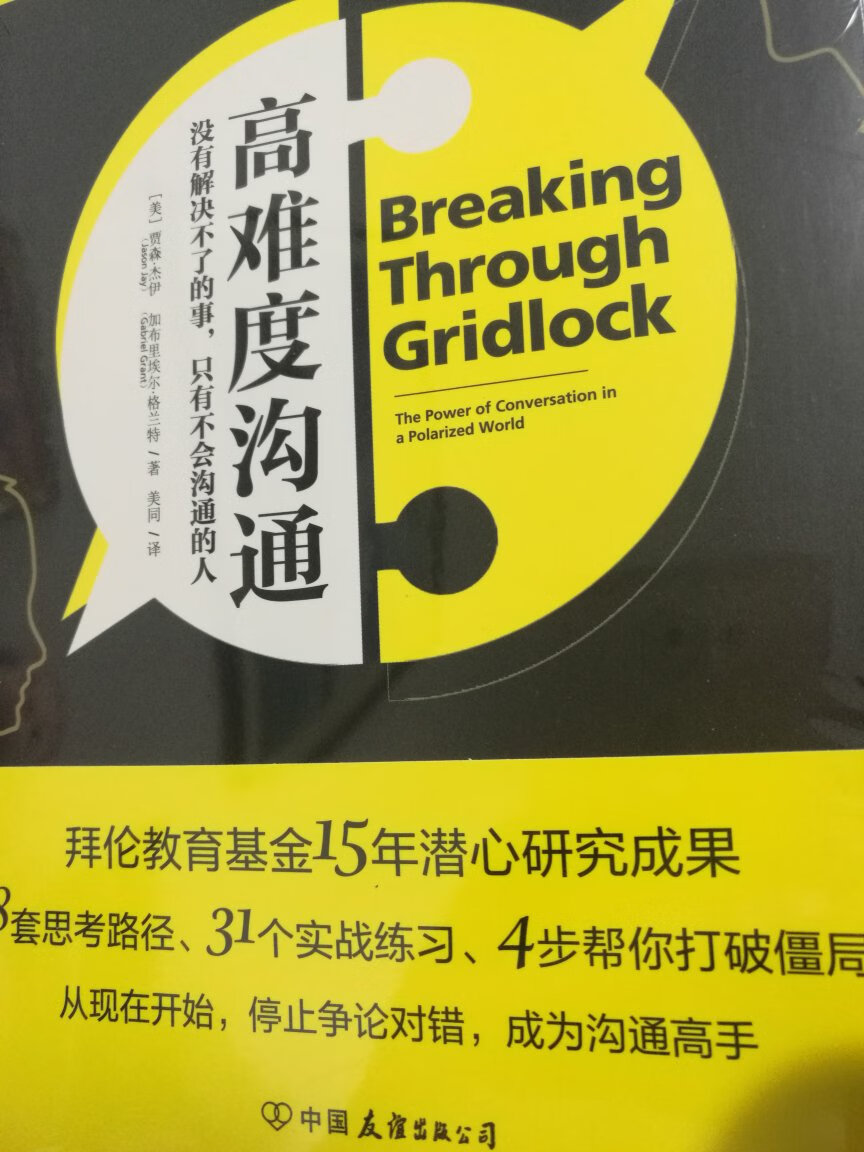 高难度沟通
没有解决不了的事，只有不会沟通的人
［美］贾森·杰伊 加布里埃尔·格兰特 / 著 美同 / 译
（Jason Jay） （Gabriel Grant）
Breaking
Through
Gridlock
The Power of Conversation in
a Polarized World
拜伦教育基金15年潜心研究成果
8套思考路径、31个实战练习、4步帮你打破僵局
从现在开始，停止争论对错，成为沟通高手
中国友谊出版公司